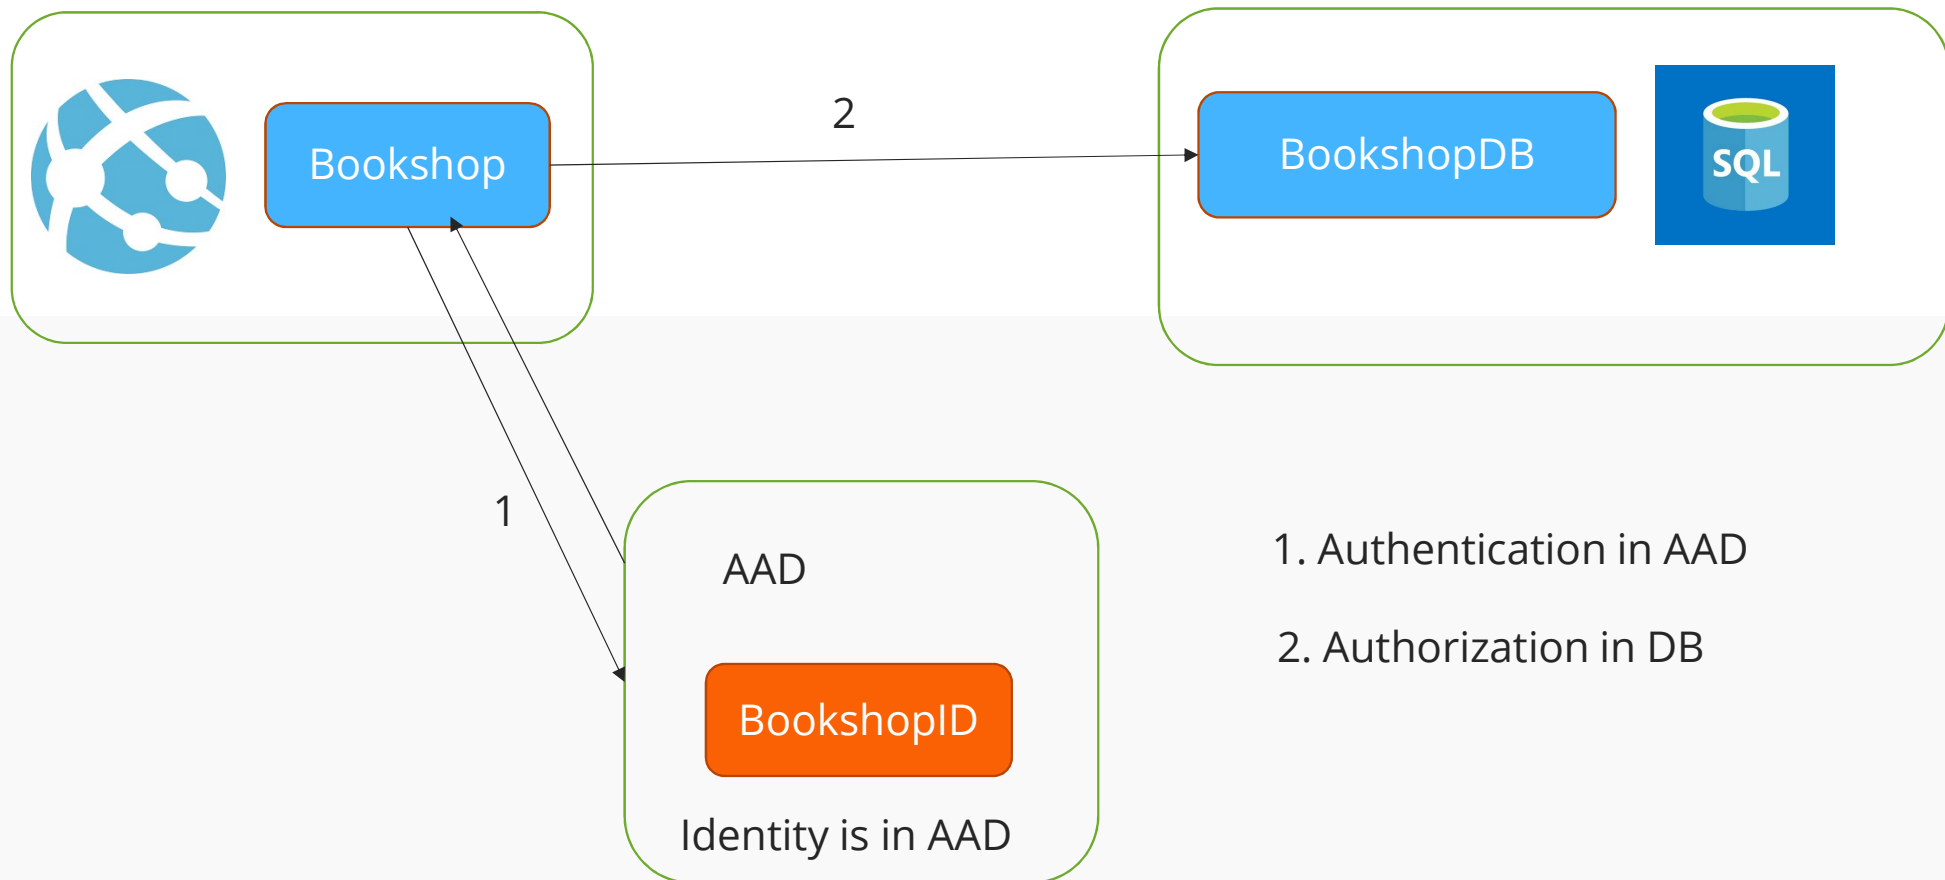 2
Bookshop
BookshopDB
SQL
1
AAD
1. Authentication in AAD
2. Authorization in DB
BookshopID
Identity is in AAD